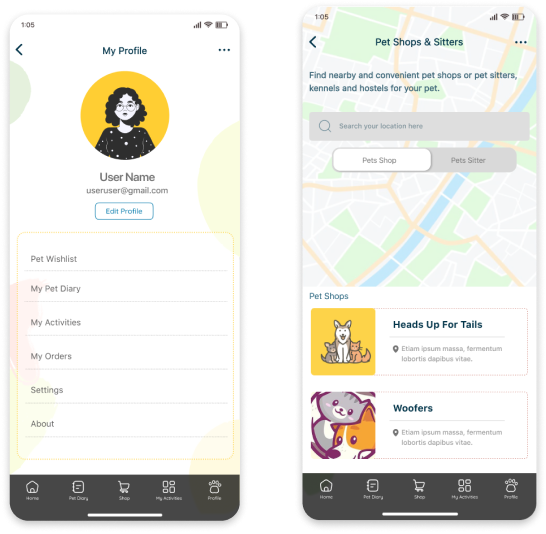 1:05
My Profile
User Name
useruser@gmail.com
Edit Profile
Pet Wishlist
My Pet Diary
My Activities
My Orders
Settings
About
Home
Pet Diary
Shop
My Activities
Profile
1:05
Pet Shops & Sitters
Find nearby and convenient pet shops or pet sitters,
kennels and hostels for your pet.
Search your location here
Pets Shop
Pets Sitter
Pet Shops
Heads Up For Tails
Etiam ipsum massa, fermentum
lobortis dapibus vitae.
Woofers
Etiam ipsum massa, fermentum
lobortis dapibus vitae.
Home
Pet Diary
Shop
My Activities
Profile